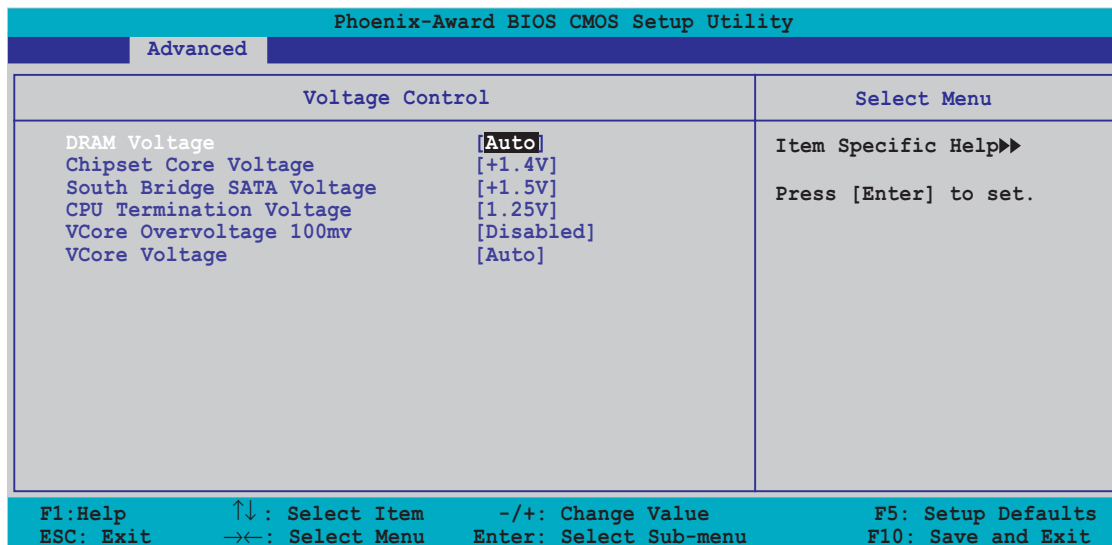 Phoenix-Award BIOS CMOS Setup Utility
Advanced
Voltage Control
Select Menu
DRAM Voltage [Auto]
Chipset Core Voltage [+1.4V]
South Bridge SATA Voltage [+1.5V]
CPU Termination Voltage [1.25V]
VCore Overvoltage 100mv [Disabled]
VCore Voltage [Auto]
Item Specific Help▶▶
Press [Enter] to set.
F1:Help ↑↓: Select Item -/+: Change Value F5: Setup Defaults
ESC: Exit →←: Select Menu Enter: Select Sub-menu F10: Save and Exit